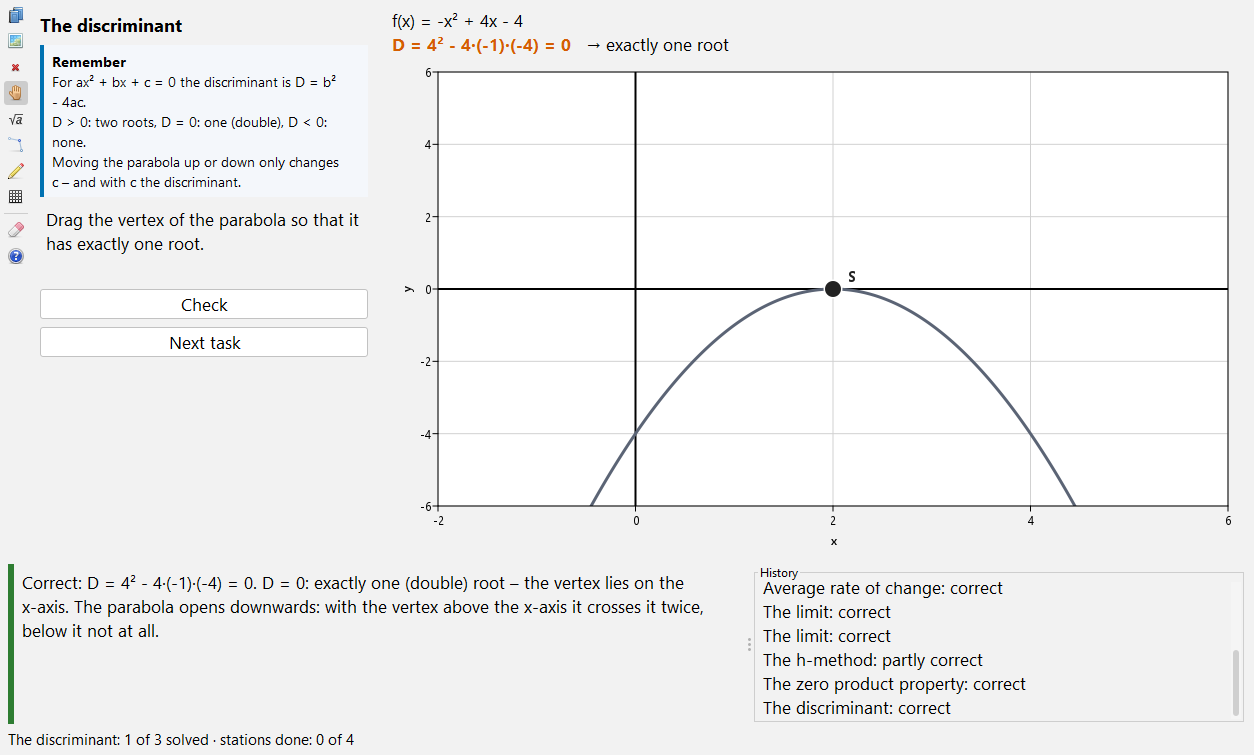 The discriminant
Remember
For ax² + bx + c = 0 the discriminant is D = b²
- 4ac.
D > 0: two roots, D = 0: one (double), D < 0:
none.
Moving the parabola up or down only changes
c – and with c the discriminant.
Drag the vertex of the parabola so that it
has exactly one root.
Check
Next task
f(x) = -x² + 4x - 4
D = 4² - 4·(-1)·(-4) = 0 → exactly one root
6
4
2
0
-2
-4
-6
y
S
-2
0
2
4
6
x
Correct: D = 4² - 4·(-1)·(-4) = 0. D = 0: exactly one (double) root – the vertex lies on the
x-axis. The parabola opens downwards: with the vertex above the x-axis it crosses it twice,
below it not at all.
History
Average rate of change: correct
The limit: correct
The limit: correct
The h-method: partly correct
The zero product property: correct
The discriminant: correct
The discriminant: 1 of 3 solved · stations done: 0 of 4